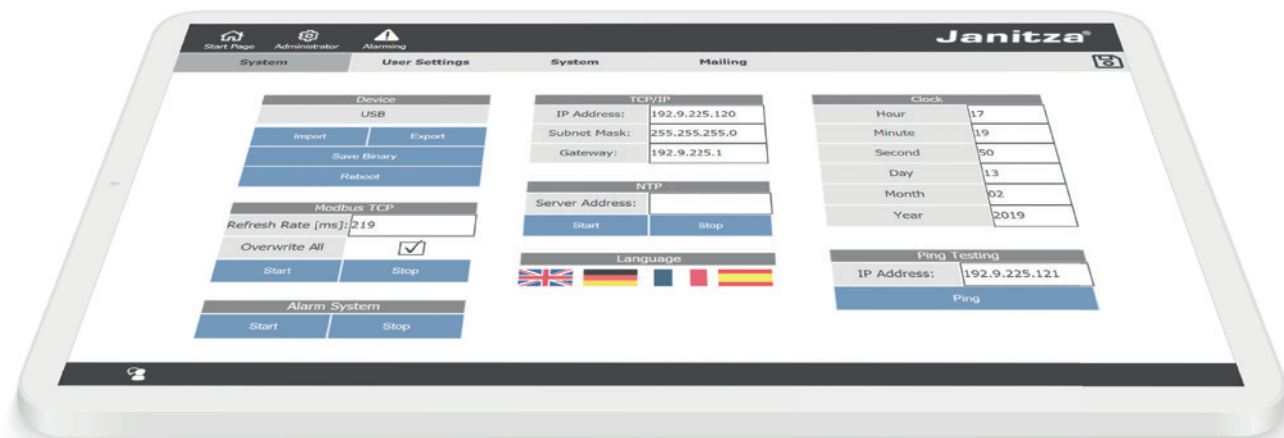 Start Page
Administrator
Alarming
Janitza®
System
User Settings
System
Mailing
Device
USB
Import
Export
Save Binary
Reboot
Modbus TCP
Refresh Rate [ms]: 219
Overwrite All
Start
Stop
Alarm System
Start
Stop
TCP/IP
IP Address: 192.9.225.120
Subnet Mask: 255.255.255.0
Gateway: 192.9.225.1
NTP
Server Address:
Start
Stop
Language
Clock
Hour 17
Minute 19
Second 50
Day 13
Month 02
Year 2019
Ping Testing
IP Address: 192.9.225.121
Ping